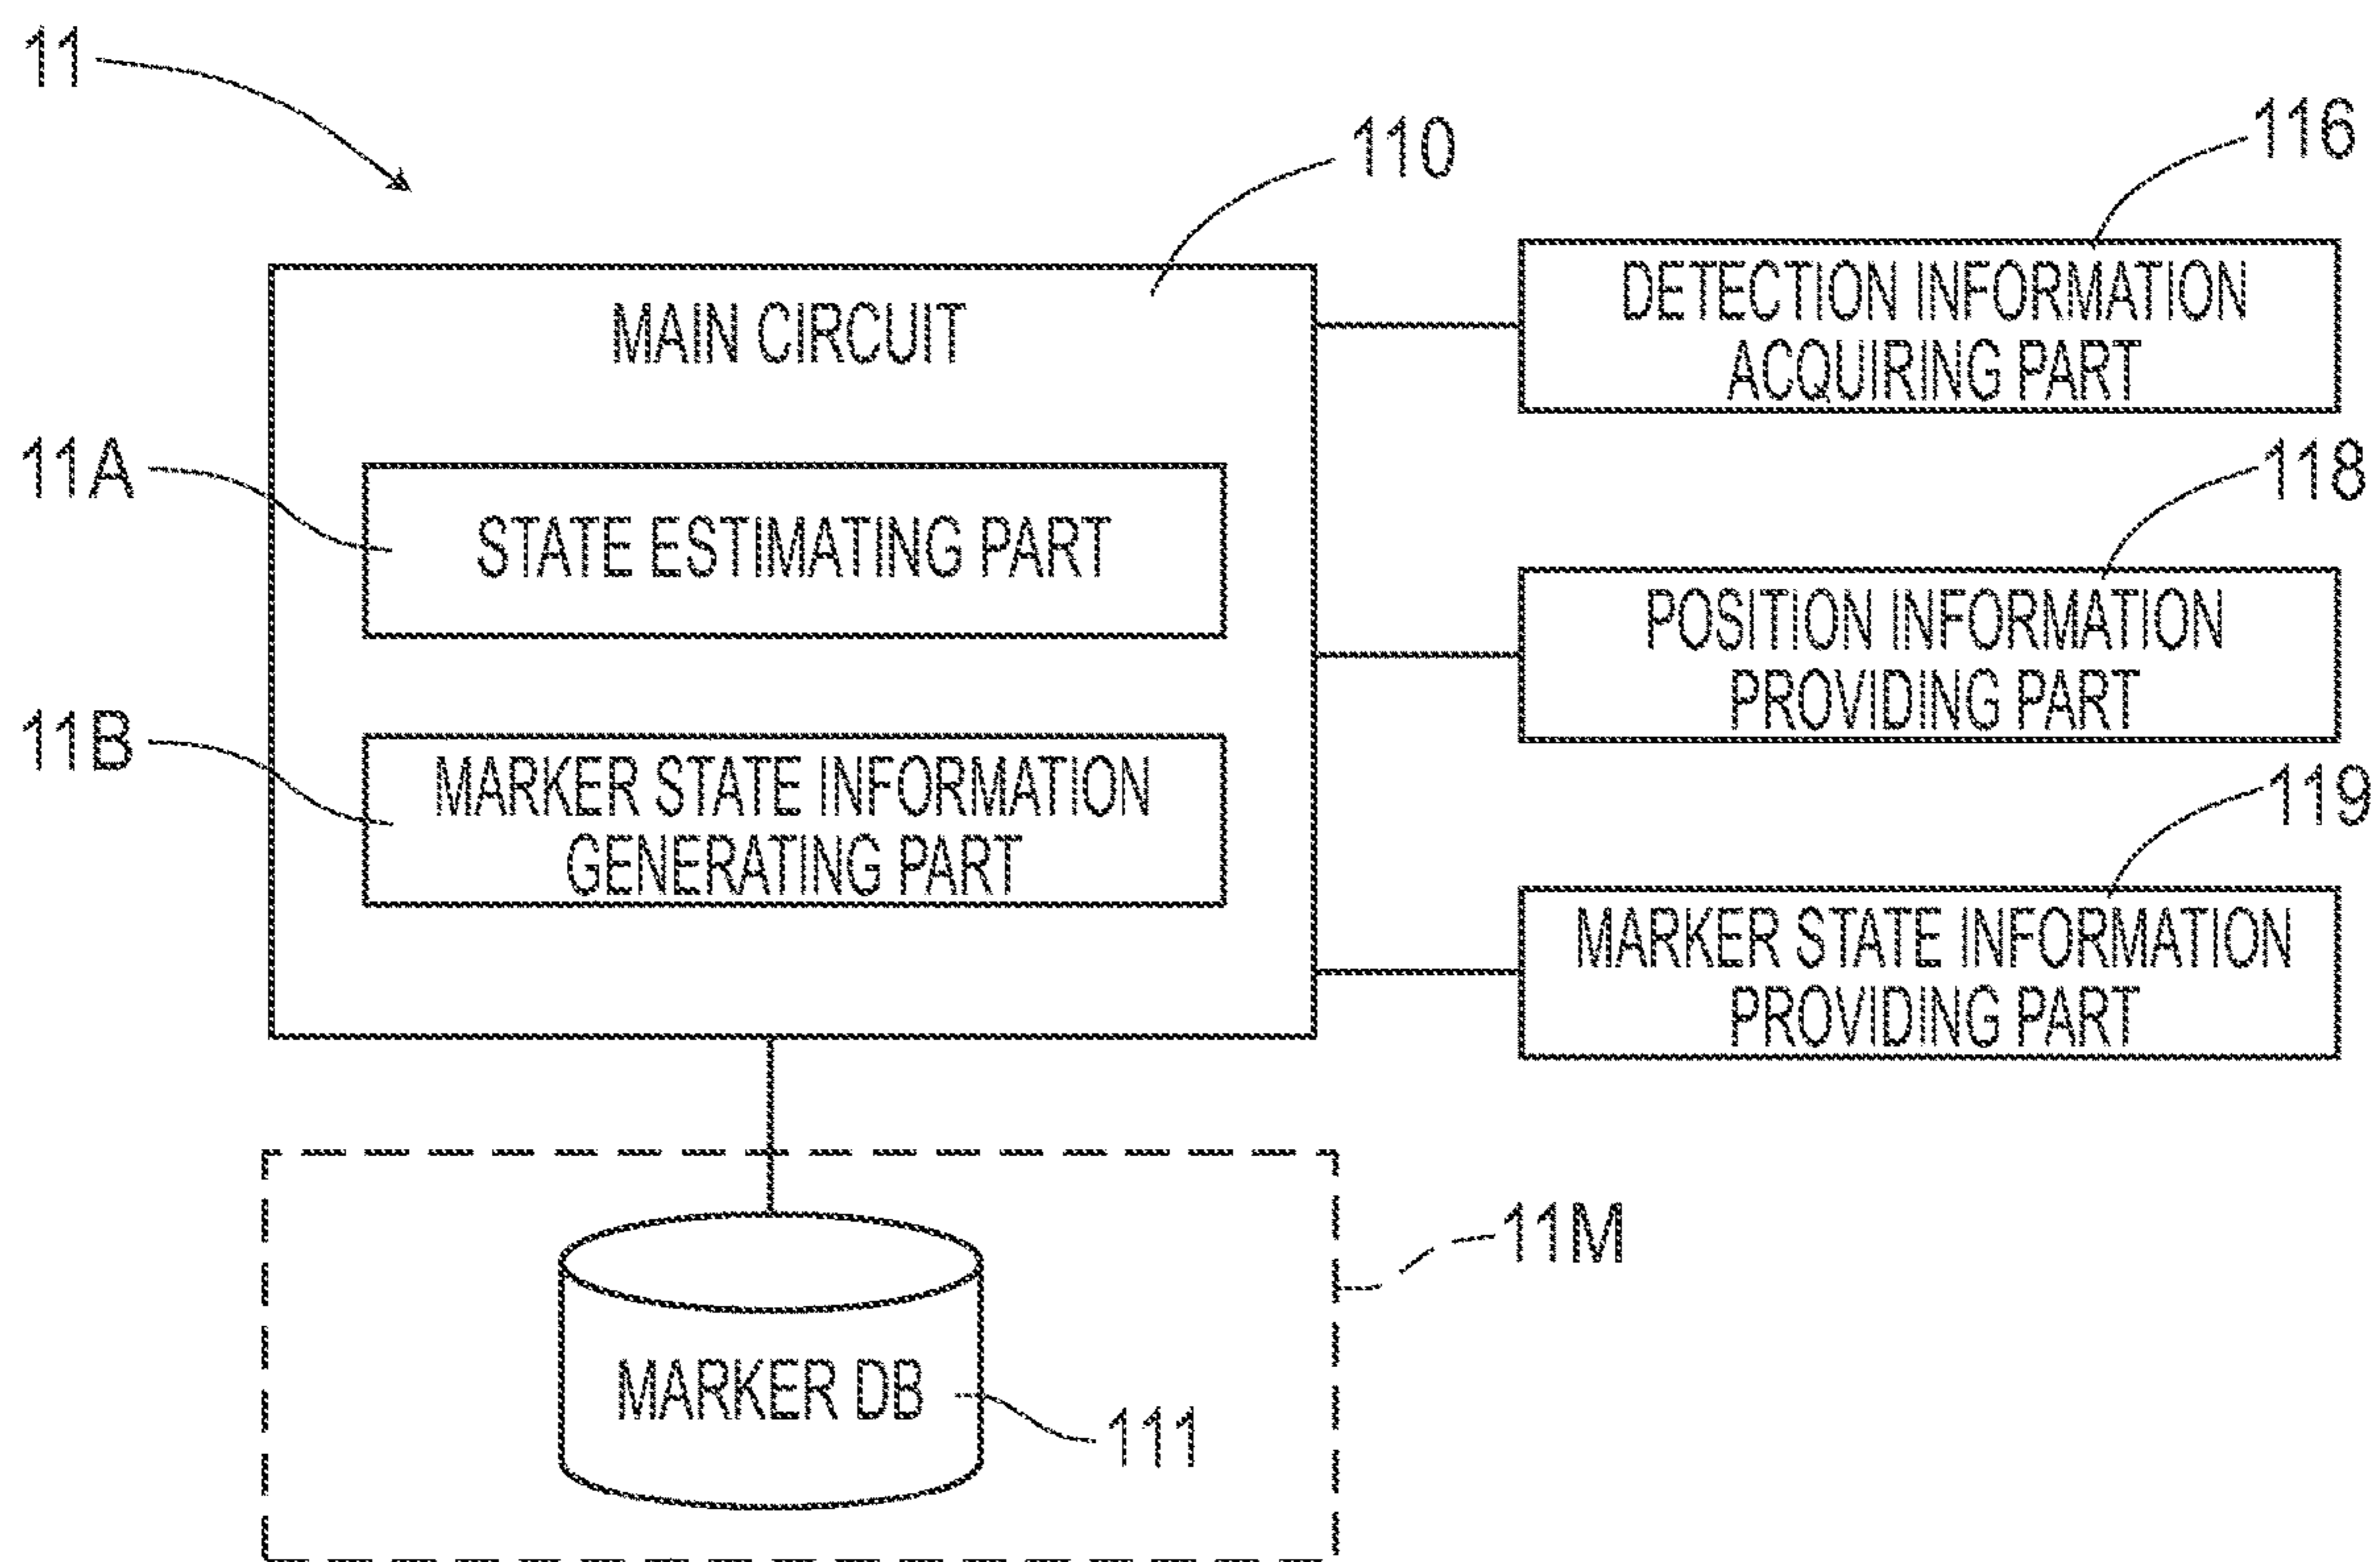 11
110
116
MAIN CIRCUIT
DETECTION INFORMATION
ACQUIRING PART
11A
STATE ESTIMATING PART
118
POSITION INFORMATION
PROVIDING PART
11B
MARKER STATE INFORMATION
GENERATING PART
119
MARKER STATE INFORMATION
PROVIDING PART
11M
MARKER DB
111